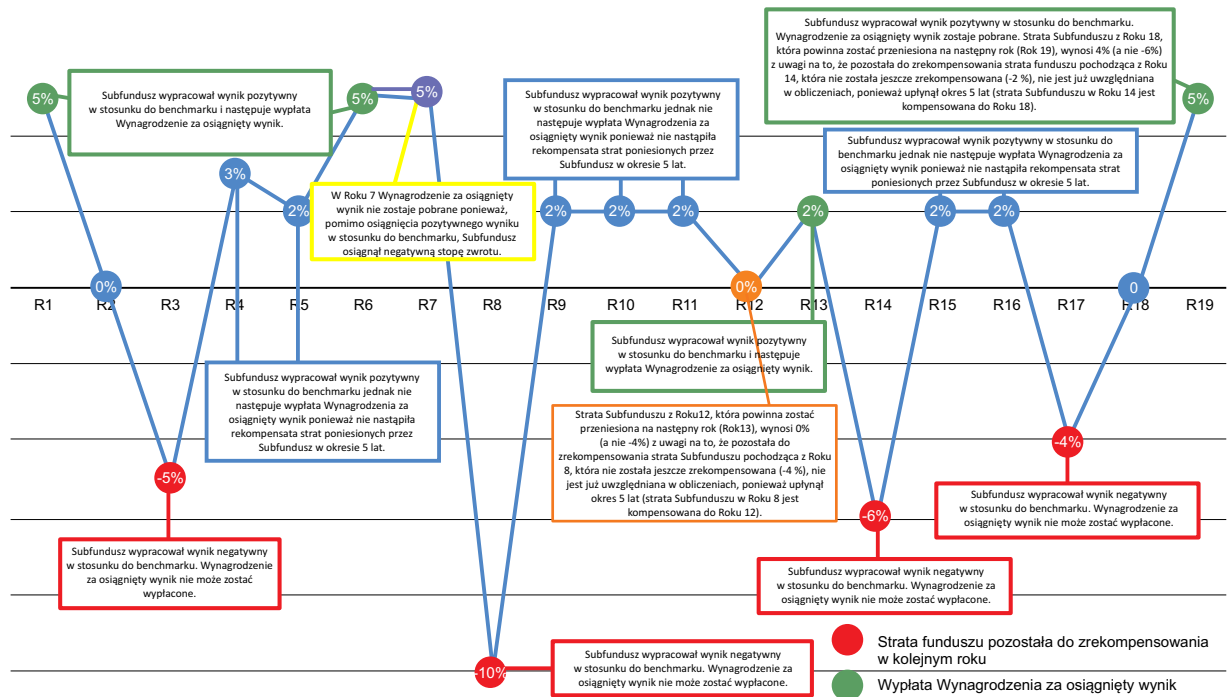 Subfundusz wypracował wynik pozytywny w stosunku do benchmarku.
Wynagrodzenie za osiągnięty wynik zostaje pobrane. Strata Subfunduszu z Roku 18,
która powinna zostać przeniesiona na następny rok (Rok 19), wynosi 4% (a nie -6%)
z uwagi na to, że pozostała do zrekompensowania strata funduszu pochodząca z Roku
14, która nie została jeszcze zrekompensowana (-2 %), nie jest już uwzględniana
w obliczeniach, ponieważ upłynął okres 5 lat (strata Subfunduszu w Roku 14 jest
kompensowana do Roku 18).
Subfundusz wypracował wynik pozytywny
w stosunku do benchmarku i następuje wypłata
Wynagrodzenie za osiągnięty wynik.
Subfundusz wypracował wynik pozytywny
w stosunku do benchmarku jednak nie
następuje wypłata Wynagrodzenia za
osiągnięty wynik ponieważ nie nastąpiła
rekompensata strat poniesionych przez
Subfundusz w okresie 5 lat.
Subfundusz wypracował wynik pozytywny w stosunku do
benchmarku jednak nie następuje wypłata Wynagrodzenia za
osiągnięty wynik ponieważ nie nastąpiła rekompensata strat
poniesionych przez Subfundusz w okresie 5 lat.
W Roku 7 Wynagrodzenie za osiągnięty
wynik nie zostaje pobrane ponieważ,
pomimo osiągnięcia pozytywnego wyniku
w stosunku do benchmarku, Subfundusz
osiągnął negatywną stopę zwrotu.
5%
0%
-5%
3%
2%
5%
5%
-10%
2%
2%
2%
0%
2%
-6%
2%
2%
-4%
0
5%
R1
R2
R3
R4
R5
R6
R7
R8
R9
R10
R11
R12
R13
R14
R15
R16
R17
R18
R19
Subfundusz wypracował wynik pozytywny
w stosunku do benchmarku i następuje
wypłata Wynagrodzenie za osiągnięty wynik.
Subfundusz wypracował wynik pozytywny
w stosunku do benchmarku jednak nie
następuje wypłata Wynagrodzenia za
osiągnięty wynik ponieważ nie nastąpiła
rekompensata strat poniesionych przez
Subfundusz w okresie 5 lat.
Strata Subfunduszu z Roku12, która powinna zostać
przeniesiona na następny rok (Rok13), wynosi 0%
(a nie -4%) z uwagi na to, że pozostała do
zrekompensowania strata Subfunduszu pochodząca z Roku
8, która nie została jeszcze zrekompensowana (-4 %), nie
jest już uwzględniana w obliczeniach, ponieważ upłynął
okres 5 lat (strata Subfunduszu w Roku 8 jest
kompensowana do Roku 12).
Subfundusz wypracował wynik negatywny
w stosunku do benchmarku. Wynagrodzenie za
osiągnięty wynik nie może zostać wypłacone.
Subfundusz wypracował wynik negatywny
w stosunku do benchmarku. Wynagrodzenie
za osiągnięty wynik nie może zostać
wypłacone.
Subfundusz wypracował wynik negatywny
w stosunku do benchmarku. Wynagrodzenie za
osiągnięty wynik nie może zostać wypłacone.
Subfundusz wypracował wynik negatywny
w stosunku do benchmarku. Wynagrodzenie za
osiągnięty wynik nie może zostać wypłacone.
Strata funduszu pozostała do zrekompensowania
w kolejnym roku
Wypłata Wynagrodzenia za osiągnięty wynik